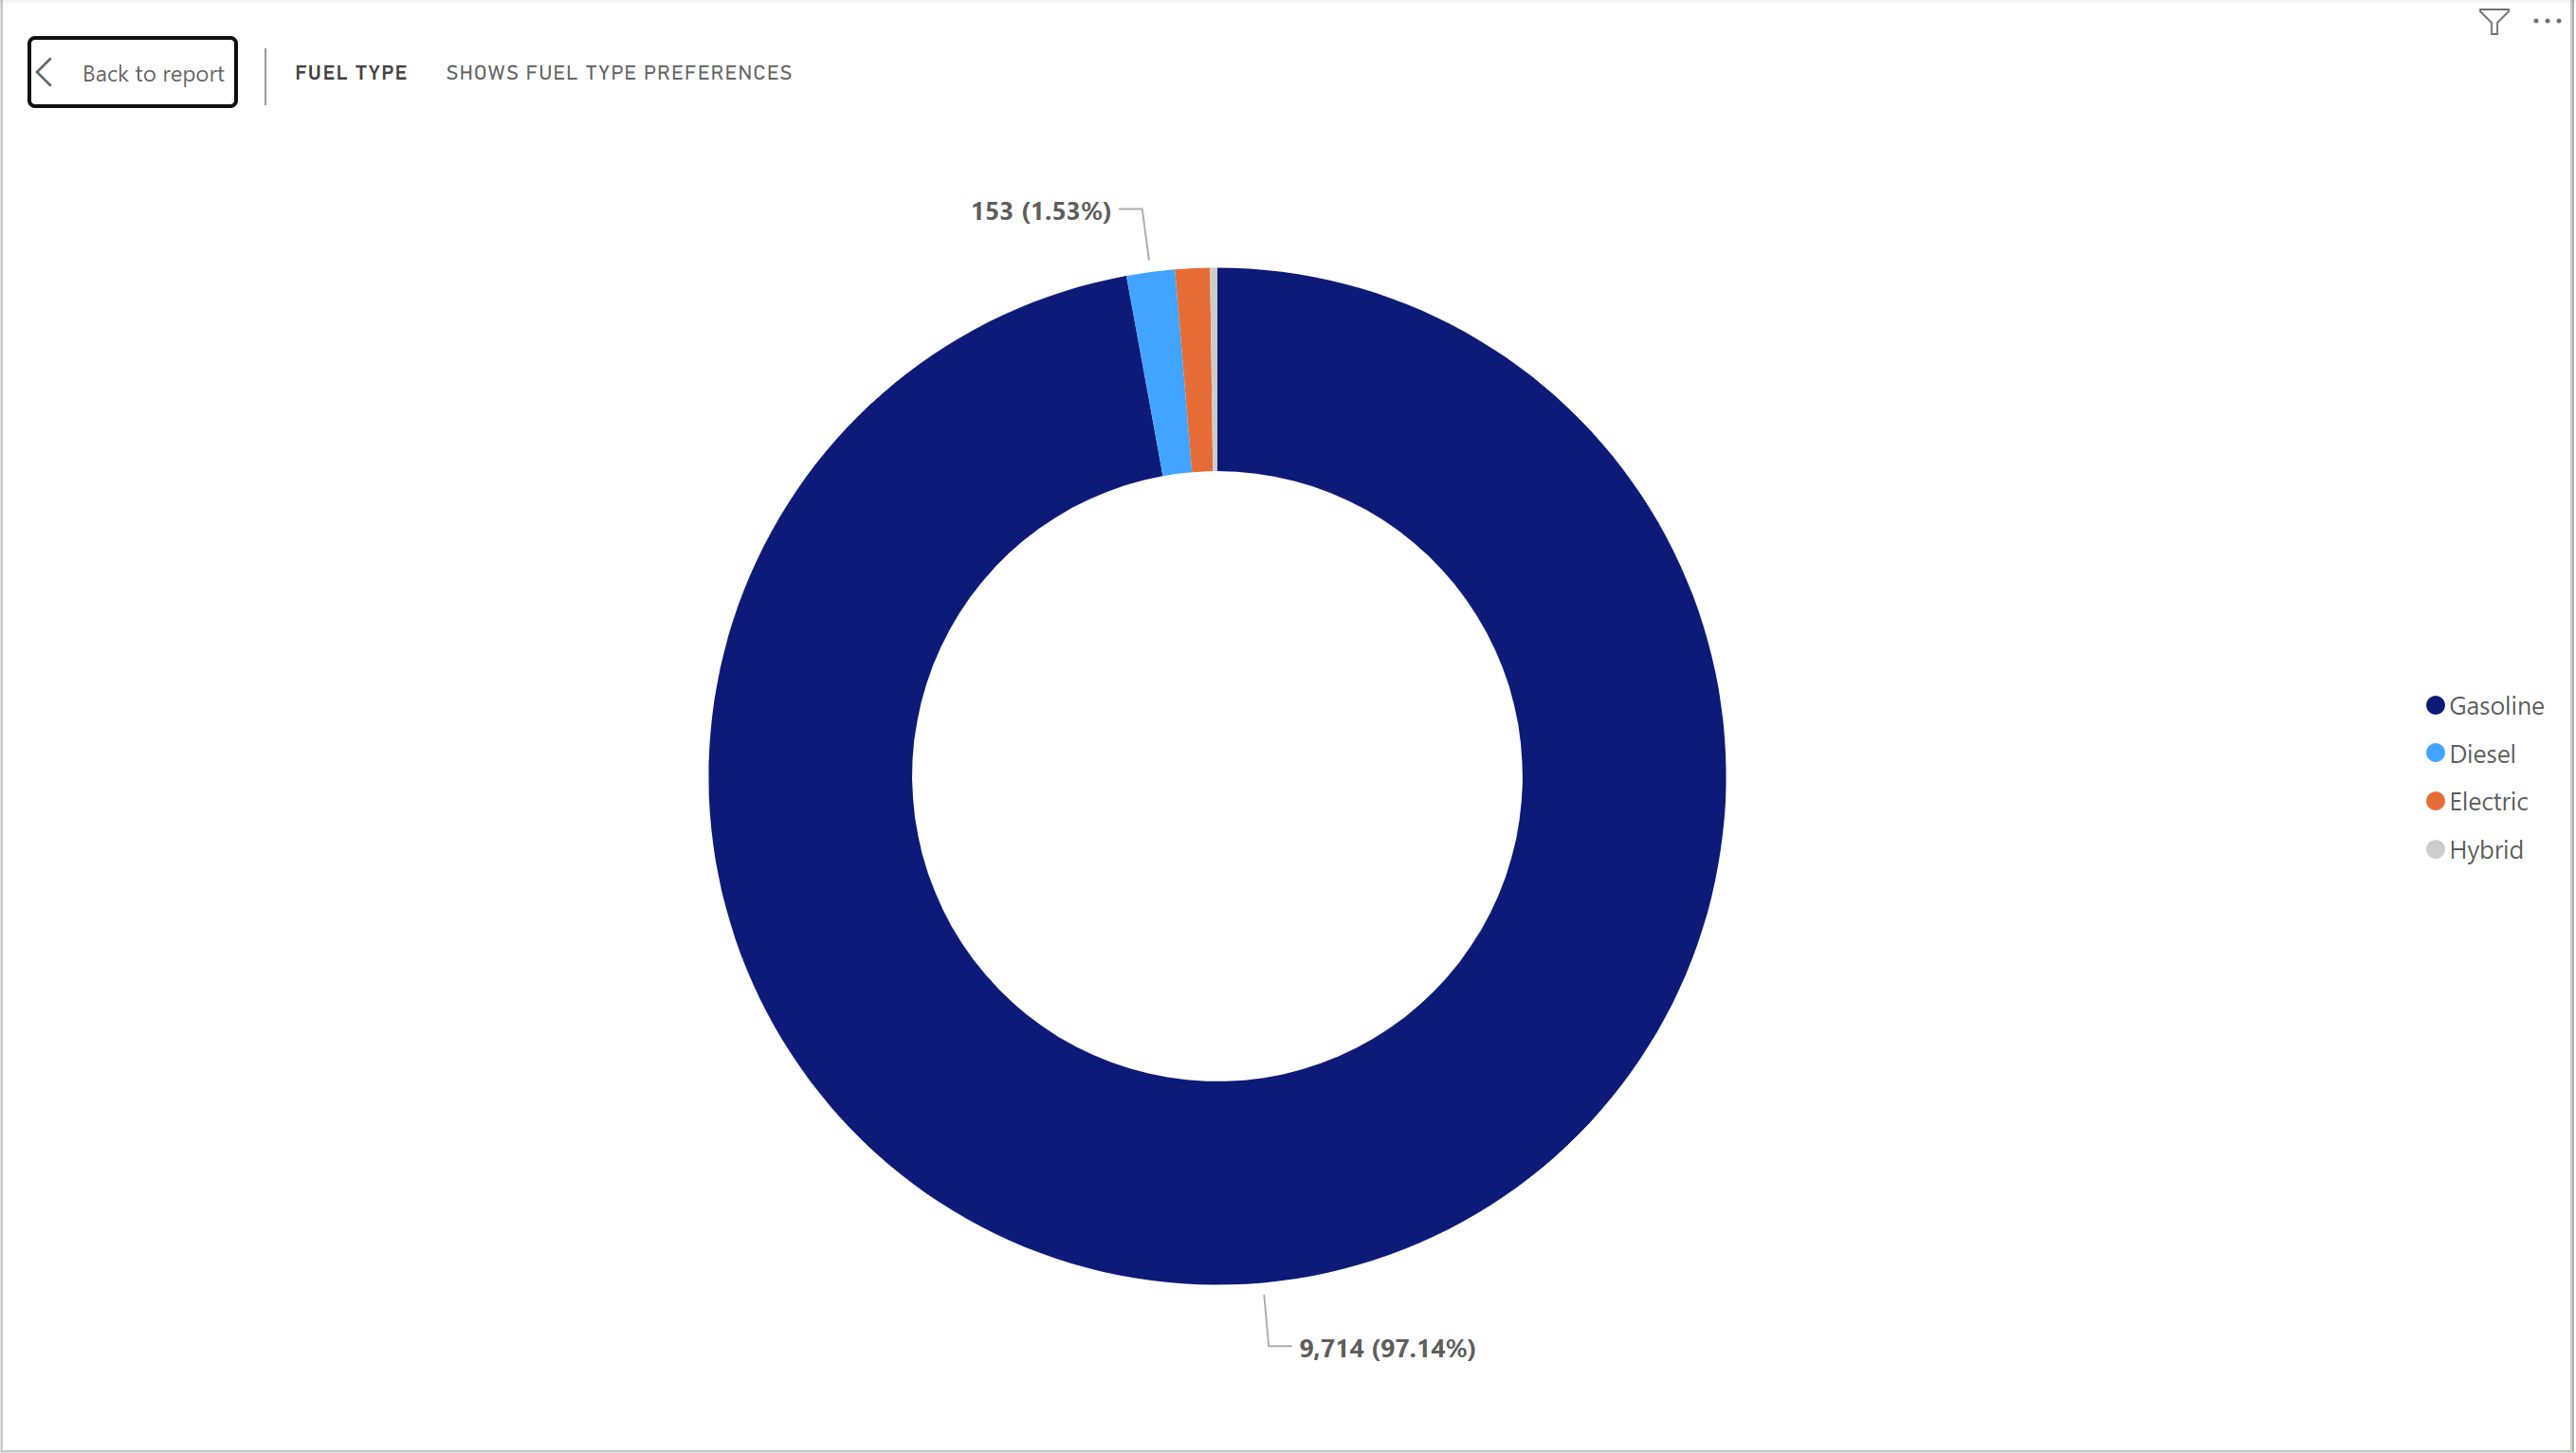 Back to report
FUEL TYPE
SHOWS FUEL TYPE PREFERENCES
153 (1.53%)
Gasoline
Diesel
Electric
Hybrid
9,714 (97.14%)